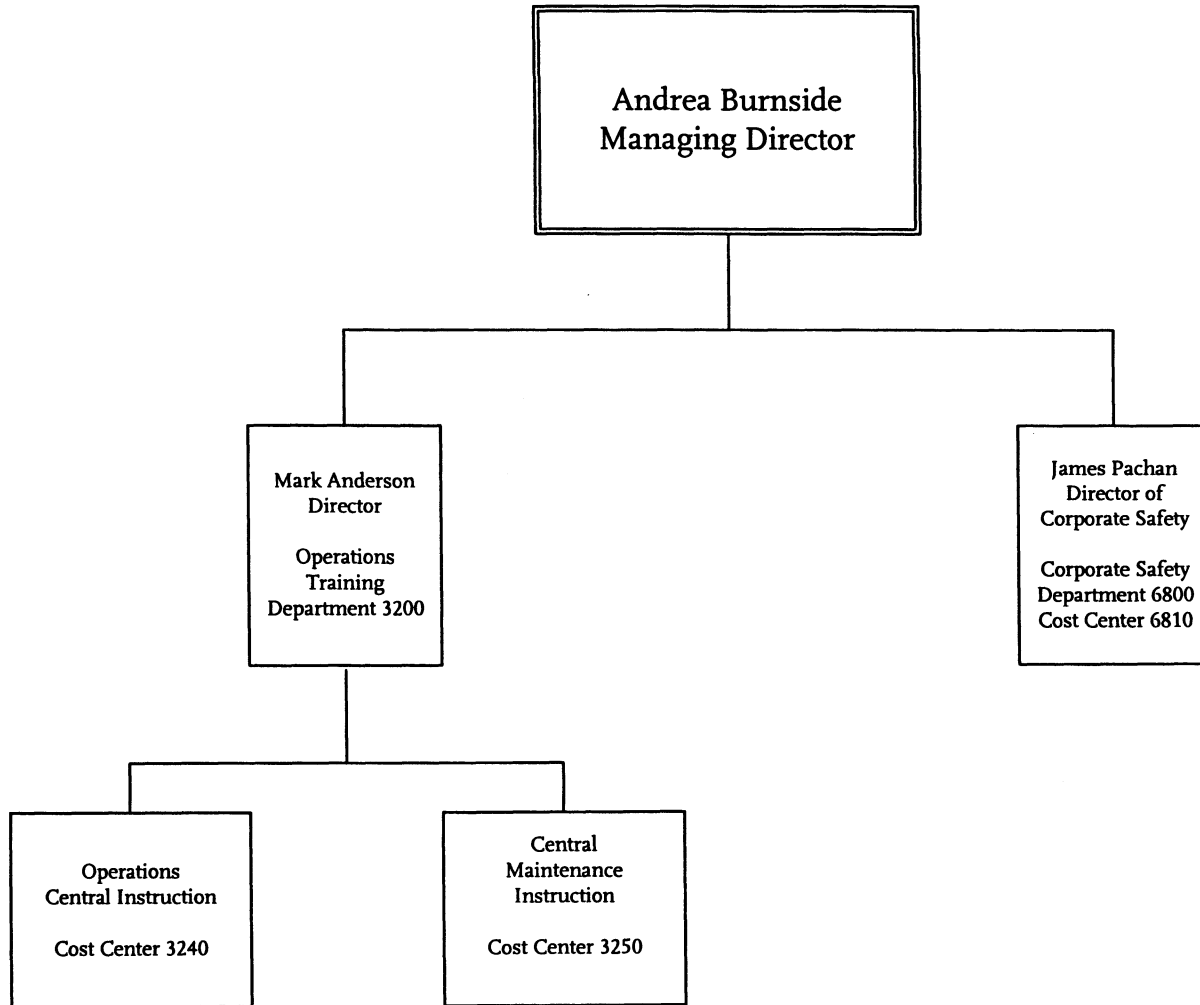 Andrea Burnside
Managing Director
Mark Anderson
Director
Operations
Training
Department 3200
James Pachan
Director of
Corporate Safety
Corporate Safety
Department 6800
Cost Center 6810
Operations
Central Instruction
Cost Center 3240
Central
Maintenance
Instruction
Cost Center 3250